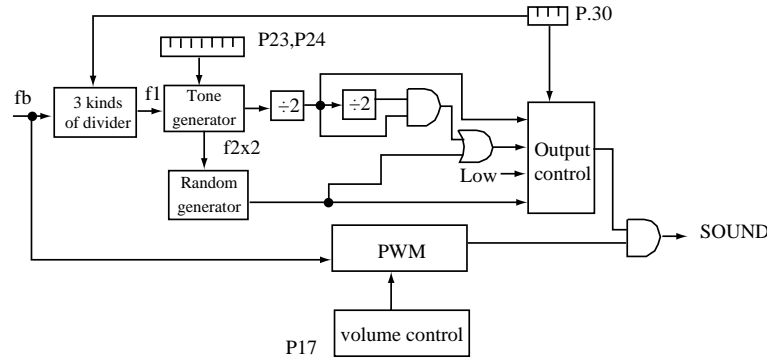 P.30
P23,P24
fb
3 kinds
of divider
f1
Tone
generator
÷2
÷2
f2x2
Random
generator
Low
Output
control
PWM
SOUND
P17
volume control